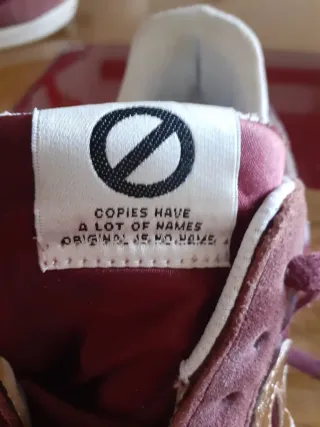 COPIES HAVE
A LOT OF NAMES
ORIGINAL IS NO NAME